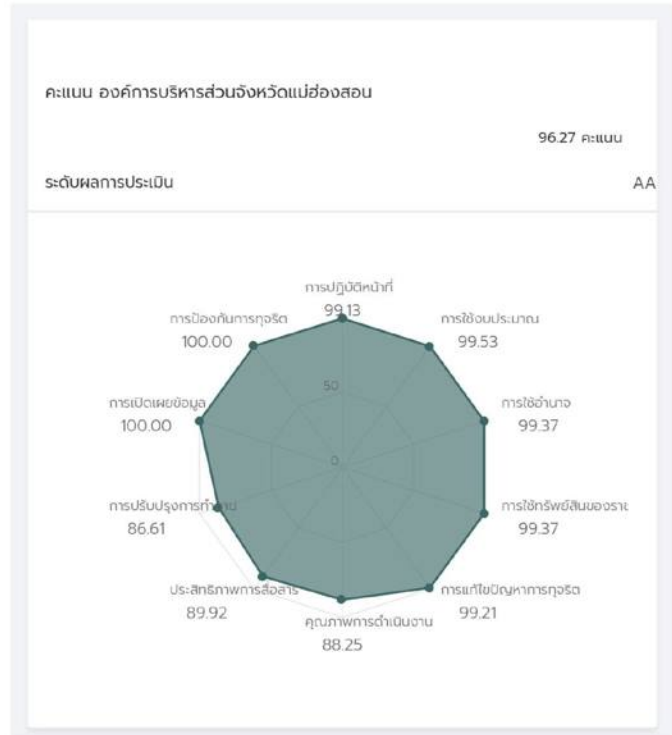 คะแนน องค์การบริหารส่วนจังหวัดแม่ฮ่องสอน
96.27 คะแนน
ระดับผลการประเมิน AA
การปฏิบัติหน้าที่
99.13
การป้องกันการทุจริต
100.00
การใช้งบประมาณ
99.53
50
การเปิดเผยข้อมูล
100.00
การใช้อำนาจ
99.37
0
การปรับปรุงการทำงาน
86.61
การใช้ทรัพย์สินของราช
99.37
ประสิทธิภาพการสื่อสาร
89.92
การแก้ไขปัญหาการทุจริต
99.21
คุณภาพการดำเนินงาน
88.25